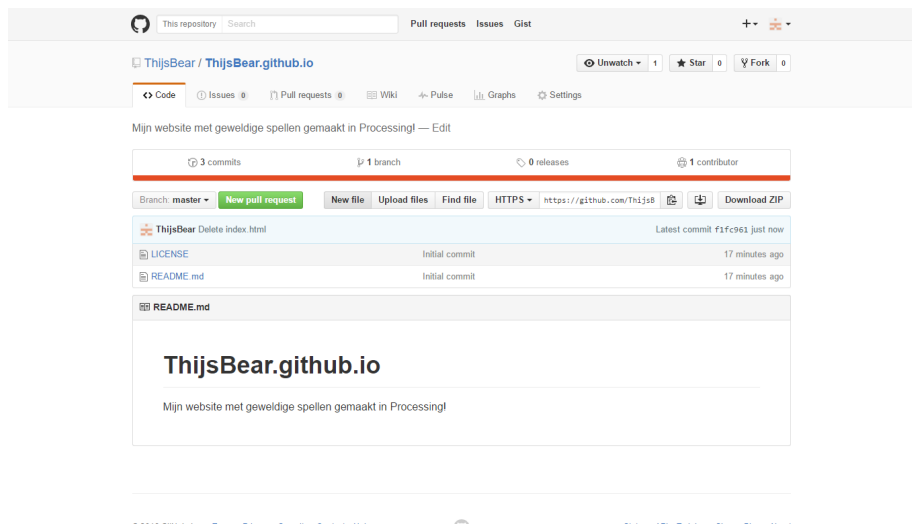 This repository Search Pull requests Issues Gist
ThijsBear / ThijsBear.github.io Unwatch 1 Star 0 Fork 0
Code Issues 0 Pull requests 0 Wiki Pulse Graphs Settings
Mijn website met geweldige spellen gemaakt in Processing! — Edit
3 commits 1 branch 0 releases 1 contributor
Branch: master New pull request New file Upload files Find file HTTPS https://github.com/ThijsB Download ZIP
ThijsBear Delete index.html Latest commit f1fc961 just now
LICENSE Initial commit 17 minutes ago
README.md Initial commit 17 minutes ago
README.md
ThijsBear.github.io
Mijn website met geweldige spellen gemaakt in Processing!